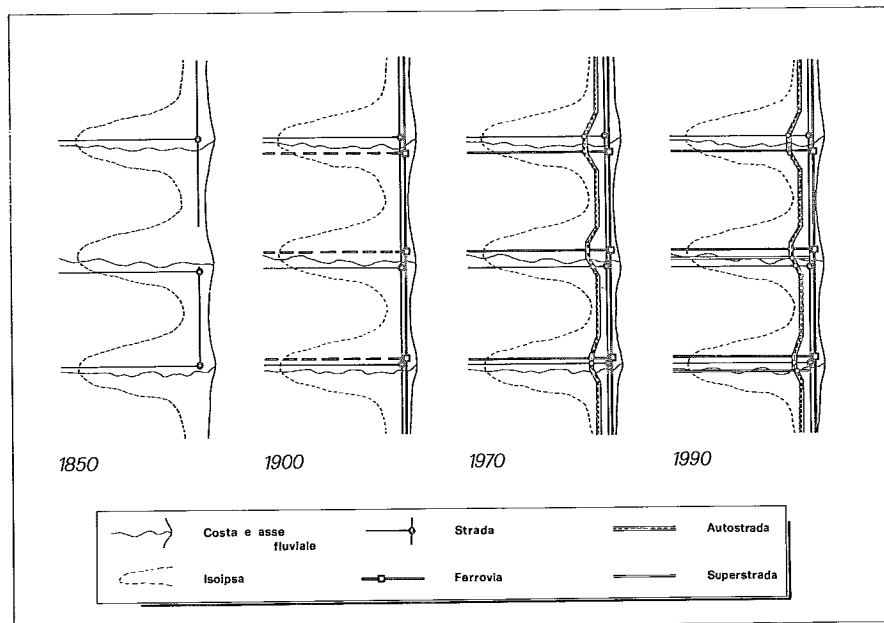 1850
1900
1970
1990
Costa e asse
fluviale
Strada
Autostrada
Isoipsa
Ferrovia
Superstrada